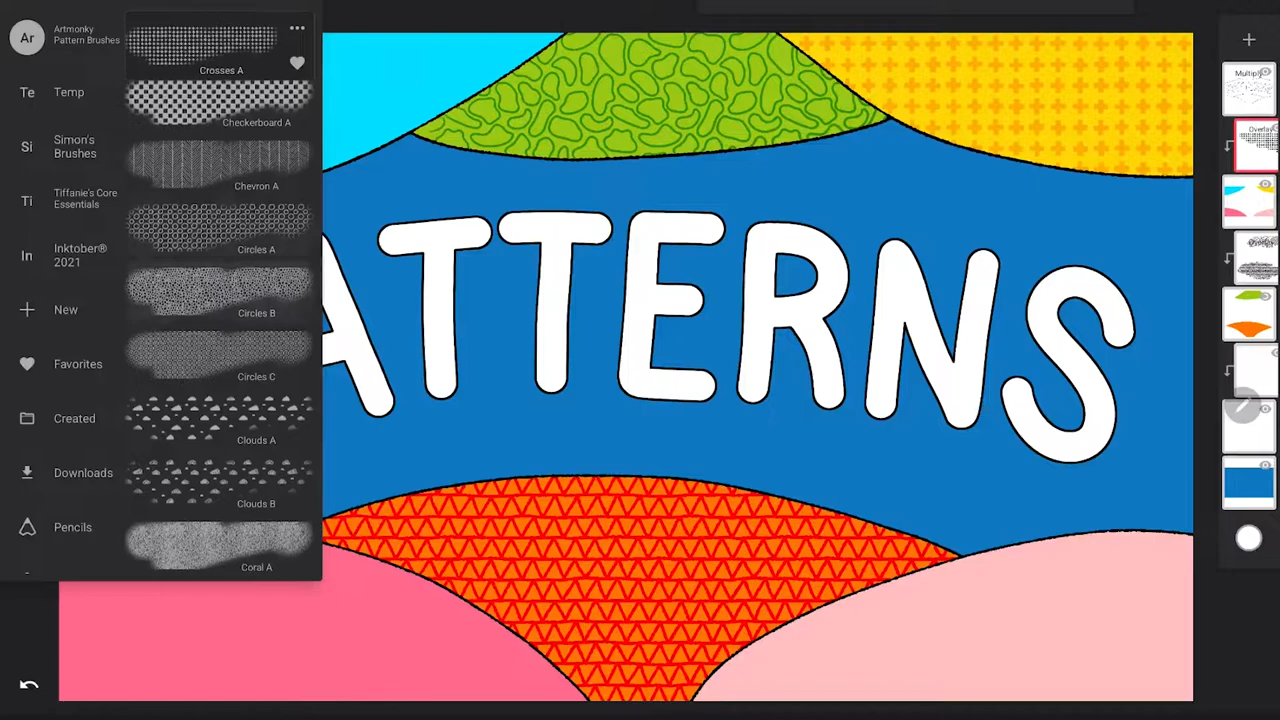 Ar
Artmonky
Pattern Brushes
Te
Temp
Si
Simon's
Brushes
Ti
Tiffanie's Core
Essentials
In
Inktober®
2021
New
Favorites
Created
Downloads
Pencils
Crosses A
Checkerboard A
Chevron A
Circles A
Circles B
Circles C
Clouds A
Clouds B
Coral A
ATTERNS
Multiply
Overlay